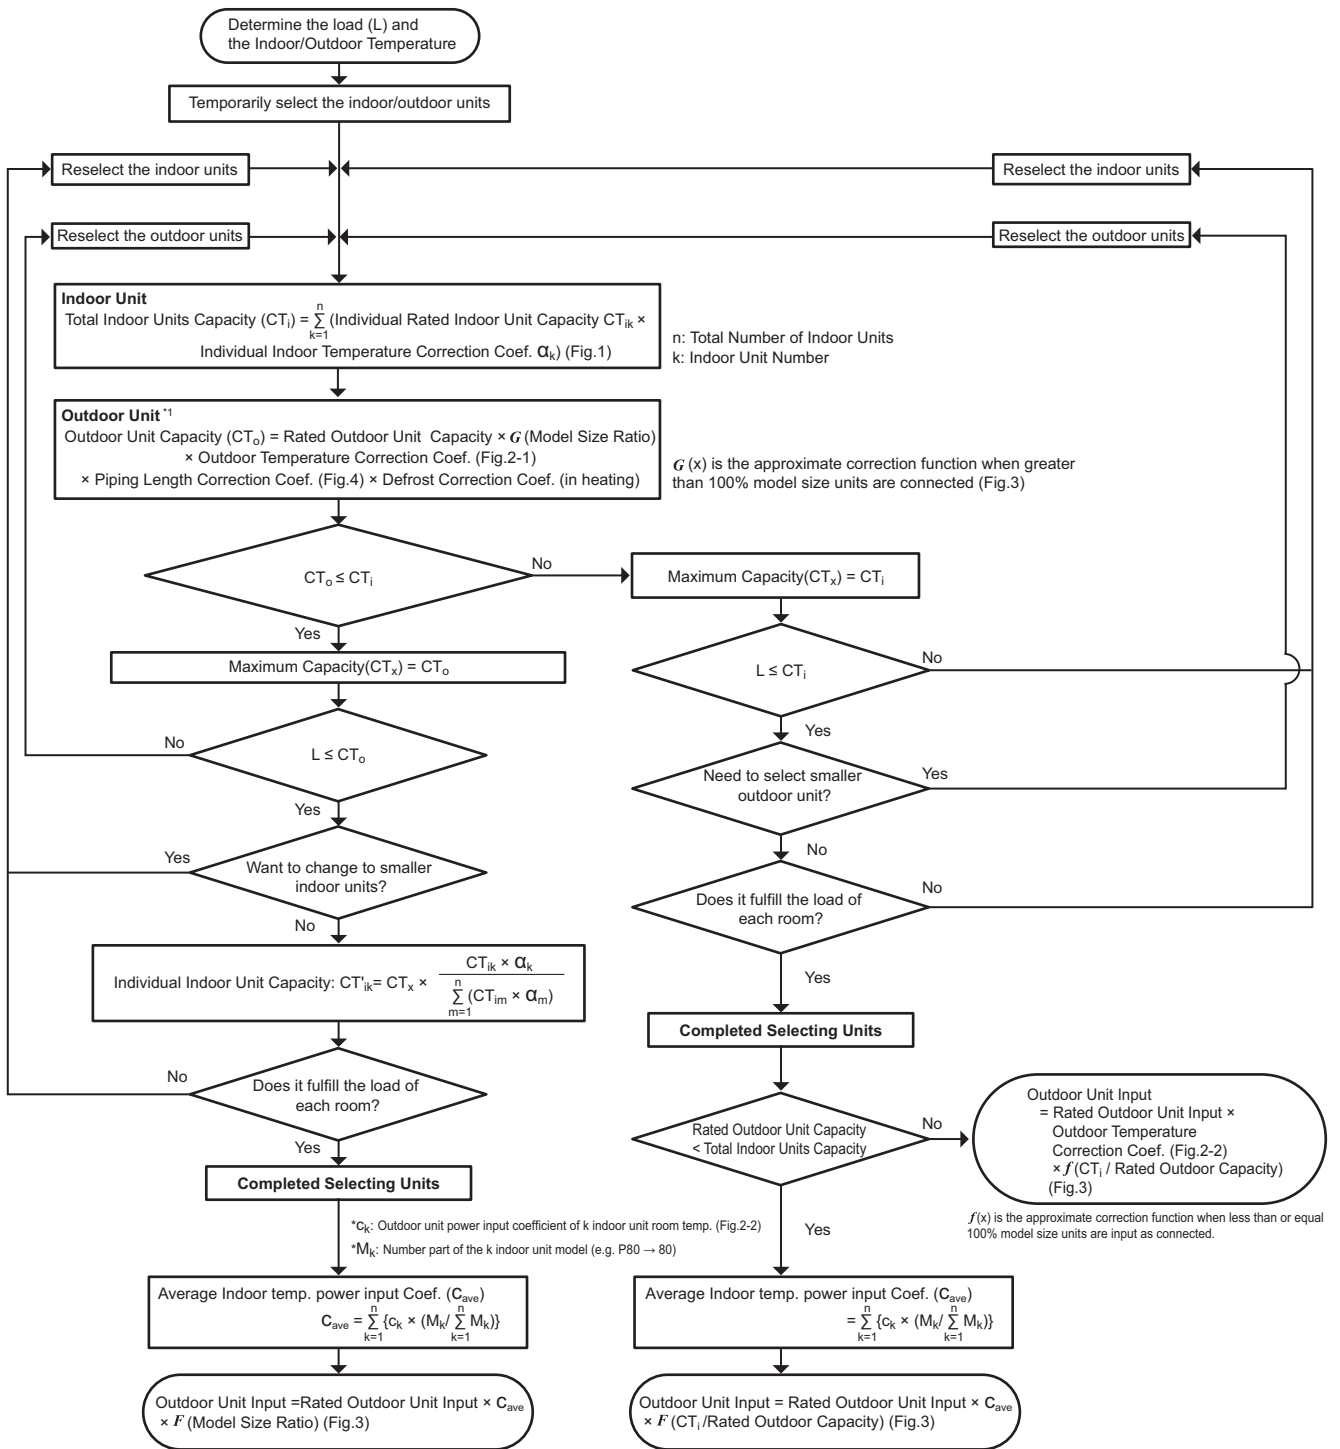 Determine the load (L) and
the Indoor/Outdoor Temperature
Temporarily select the indoor/outdoor units
Reselect the indoor units
Reselect the indoor units
Reselect the outdoor units
Reselect the outdoor units
Indoor Unit
Total Indoor Units Capacity (CTi) = n∑k=1 (Individual Rated Indoor Unit Capacity CTik ×
Individual Indoor Temperature Correction Coef. αk) (Fig.1)
n: Total Number of Indoor Units
k: Indoor Unit Number
Outdoor Unit *1
Outdoor Unit Capacity (CTo) = Rated Outdoor Unit Capacity × G (Model Size Ratio)
× Outdoor Temperature Correction Coef. (Fig.2-1)
× Piping Length Correction Coef. (Fig.4) × Defrost Correction Coef. (in heating)
G (x) is the approximate correction function when greater
than 100% model size units are connected (Fig.3)
CTo ≤ CTi
No
Maximum Capacity(CTx) = CTi
Yes
Maximum Capacity(CTx) = CTo
L ≤ CTi
No
Yes
L ≤ CTo
No
Yes
Need to select smaller
outdoor unit?
Yes
No
Want to change to smaller
indoor units?
Yes
No
Does it fulfill the load of
each room?
No
Yes
Individual Indoor Unit Capacity: CT'ik= CTx ×
CTik × αk
n∑m=1 (CTim × αm)
Completed Selecting Units
Does it fulfill the load of
each room?
No
Yes
Rated Outdoor Unit Capacity
< Total Indoor Units Capacity
No
Yes
Outdoor Unit Input
= Rated Outdoor Unit Input ×
Outdoor Temperature
Correction Coef. (Fig.2-2)
× f (CTi / Rated Outdoor Capacity)
(Fig.3)
f (x) is the approximate correction function when less than or equal
100% model size units are input as connected.
Completed Selecting Units
*ck: Outdoor unit power input coefficient of k indoor unit room temp. (Fig.2-2)
*Mk: Number part of the k indoor unit model (e.g. P80 → 80)
Average Indoor temp. power input Coef. (Cave)
Cave = n∑k=1 {ck × (Mk/ n∑k=1 Mk)}
Average Indoor temp. power input Coef. (Cave)
= n∑k=1 {ck × (Mk/ n∑k=1 Mk)}
Outdoor Unit Input =Rated Outdoor Unit Input × Cave
× F (Model Size Ratio) (Fig.3)
Outdoor Unit Input = Rated Outdoor Unit Input × Cave
× F (CTi /Rated Outdoor Capacity) (Fig.3)